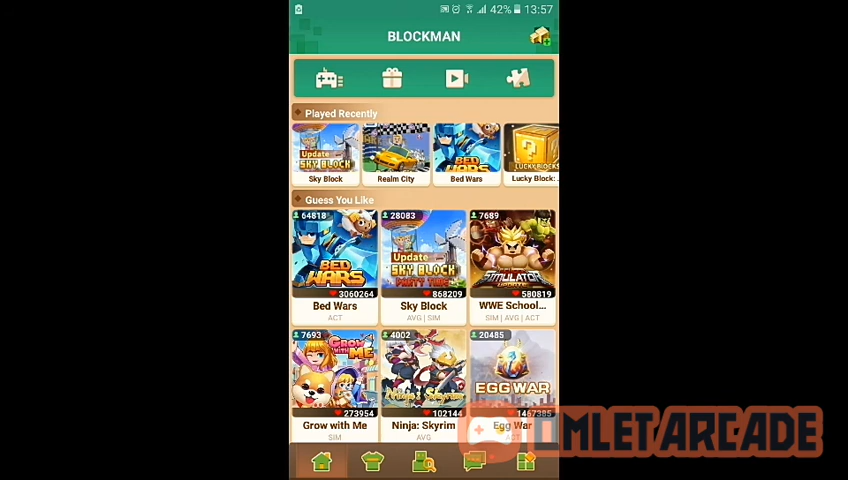 42% 13:57
BLOCKMAN
Played Recently
Update
SKY BLOCK
BED WARS
LUCKY BLOCKS
Sky Block
Realm City
Bed Wars
Lucky Block: ..
Guess You Like
64818
28083
7689
BED WARS
Update
SKY BLOCK
PARTY TIME
SIMULATOR
UPDATE
3060264
868209
580819
Bed Wars
Sky Block
WWE School...
ACT
AVG | SIM
SIM | AVG | ACT
7693
4002
20485
GROW WITH ME
Ninja's Skyrim
EGG WAR
273954
102144
1467385
Grow with Me
Ninja: Skyrim
Egg War
SIM
AVG
ACT
OMLET ARCADE